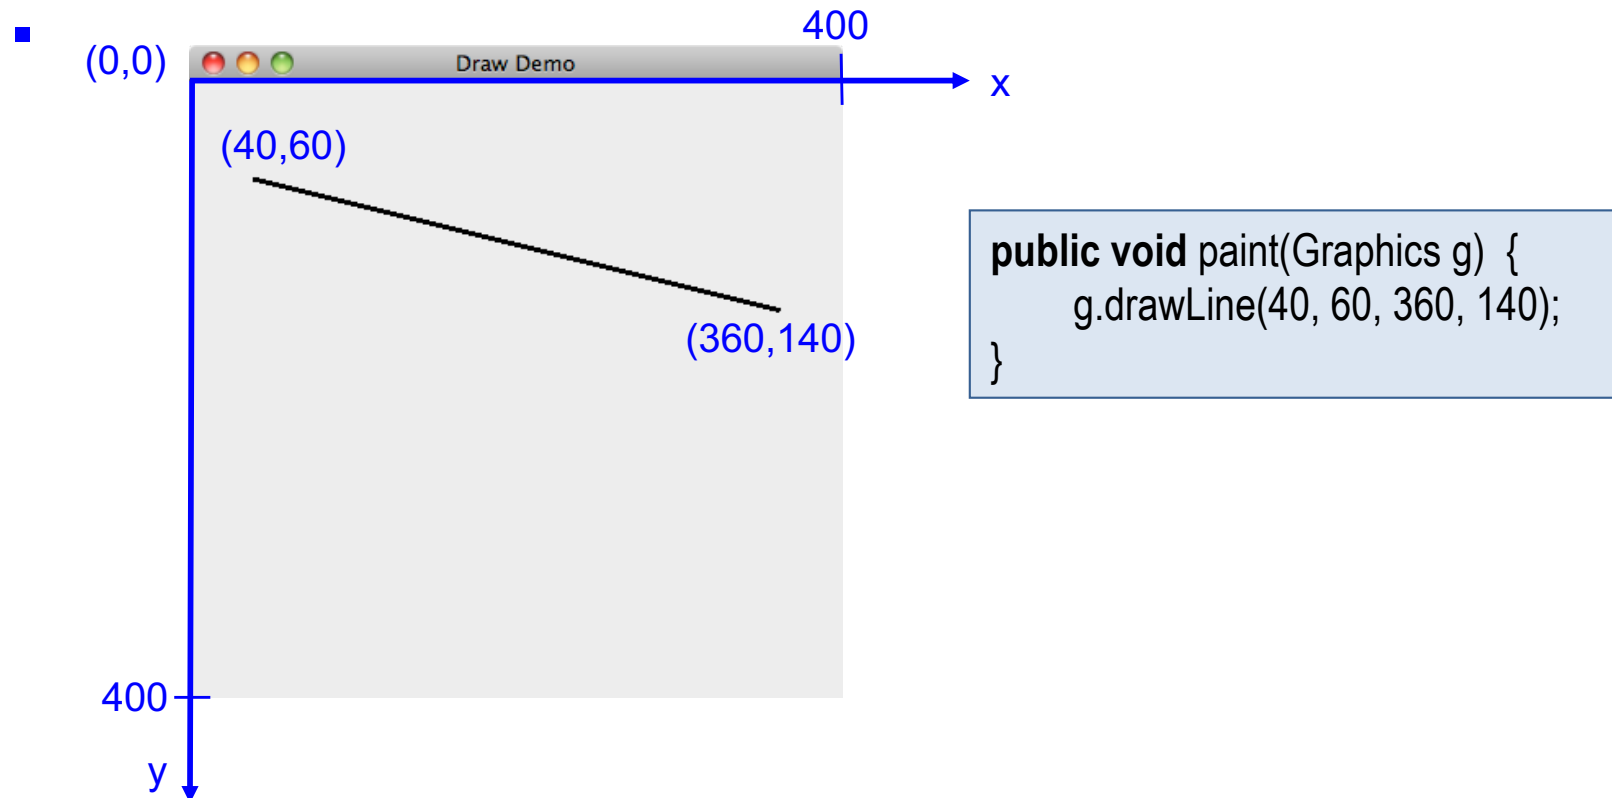 400
(0,0)
Draw Demo
x
(40,60)
public void paint(Graphics g) {
g.drawLine(40, 60, 360, 140);
}
(360,140)
400
y